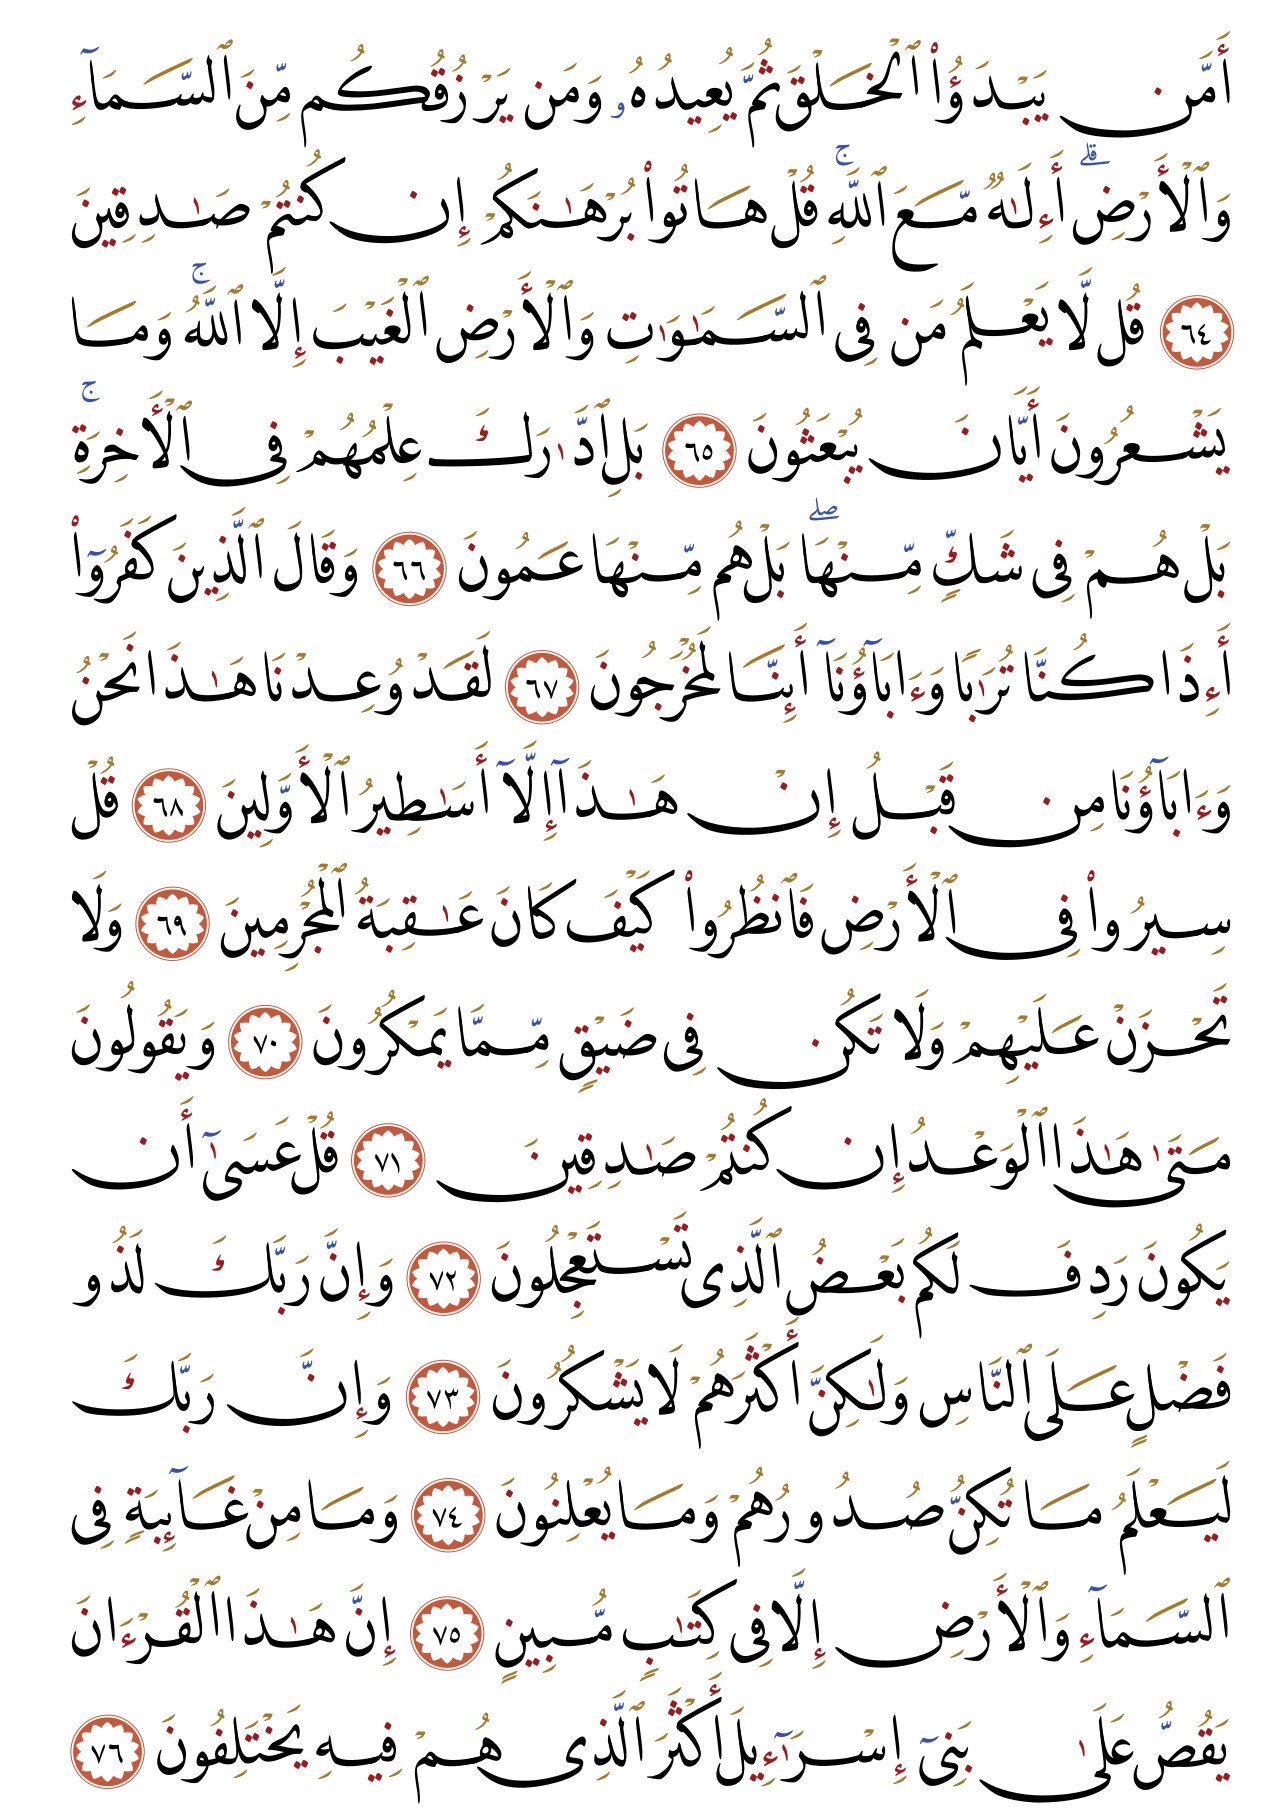 أَمَّن يَبْدَؤُا۟ ٱلْخَلْقَ ثُمَّ يُعِيدُهُۥ وَمَن يَرْزُقُكُم مِّنَ ٱلسَّمَآءِ
وَٱلْأَرْضِ ۗ أَءِلَـٰهٌ مَّعَ ٱللَّهِ ۚ قُلْ هَاتُوا۟ بُرْهَـٰنَكُمْ إِن كُنتُمْ صَـٰدِقِينَ
٦٤ قُل لَّا يَعْلَمُ مَن فِى ٱلسَّمَـٰوَٰتِ وَٱلْأَرْضِ ٱلْغَيْبَ إِلَّا ٱللَّهُ ۚ وَمَا
يَشْعُرُونَ أَيَّانَ يُبْعَثُونَ ٦٥ بَلِ ٱدَّٰرَكَ عِلْمُهُمْ فِى ٱلْأَخِرَةِ ۚ
بَلْ هُمْ فِى شَكٍّ مِّنْهَا ۖ بَلْ هُم مِّنْهَا عَمُونَ ٦٦ وَقَالَ ٱلَّذِينَ كَفَرُوٓا۟
أَءِذَا كُنَّا تُرَٰبًا وَءَابَآؤُنَآ أَئِنَّا لَمُخْرَجُونَ ٦٧ لَقَدْ وُعِدْنَا هَـٰذَا نَحْنُ
وَءَابَآؤُنَا مِن قَبْلُ إِنْ هَـٰذَآ إِلَّآ أَسَـٰطِيرُ ٱلْأَوَّلِينَ ٦٨ قُلْ
سِيرُوا۟ فِى ٱلْأَرْضِ فَٱنظُرُوا۟ كَيْفَ كَانَ عَـٰقِبَةُ ٱلْمُجْرِمِينَ ٦٩ وَلَا
تَحْزَنْ عَلَيْهِمْ وَلَا تَكُن فِى ضَيْقٍ مِّمَّا يَمْكُرُونَ ٧٠ وَيَقُولُونَ
مَتَىٰ هَـٰذَا ٱلْوَعْدُ إِن كُنتُمْ صَـٰدِقِينَ ٧١ قُلْ عَسَىٰٓ أَن
يَكُونَ رَدِفَ لَكُم بَعْضُ ٱلَّذِى تَسْتَعْجِلُونَ ٧٢ وَإِنَّ رَبَّكَ لَذُو
فَضْلٍ عَلَى ٱلنَّاسِ وَلَـٰكِنَّ أَكْثَرَهُمْ لَا يَشْكُرُونَ ٧٣ وَإِنَّ رَبَّكَ
لَيَعْلَمُ مَا تُكِنُّ صُدُورُهُمْ وَمَا يُعْلِنُونَ ٧٤ وَمَا مِنْ غَآئِبَةٍ فِى
ٱلسَّمَآءِ وَٱلْأَرْضِ إِلَّا فِى كِتَـٰبٍ مُّبِينٍ ٧٥ إِنَّ هَـٰذَا ٱلْقُرْءَانَ
يَقُصُّ عَلَىٰ بَنِىٓ إِسْرَٰٓءِيلَ أَكْثَرَ ٱلَّذِى هُمْ فِيهِ يَخْتَلِفُونَ ٧٦